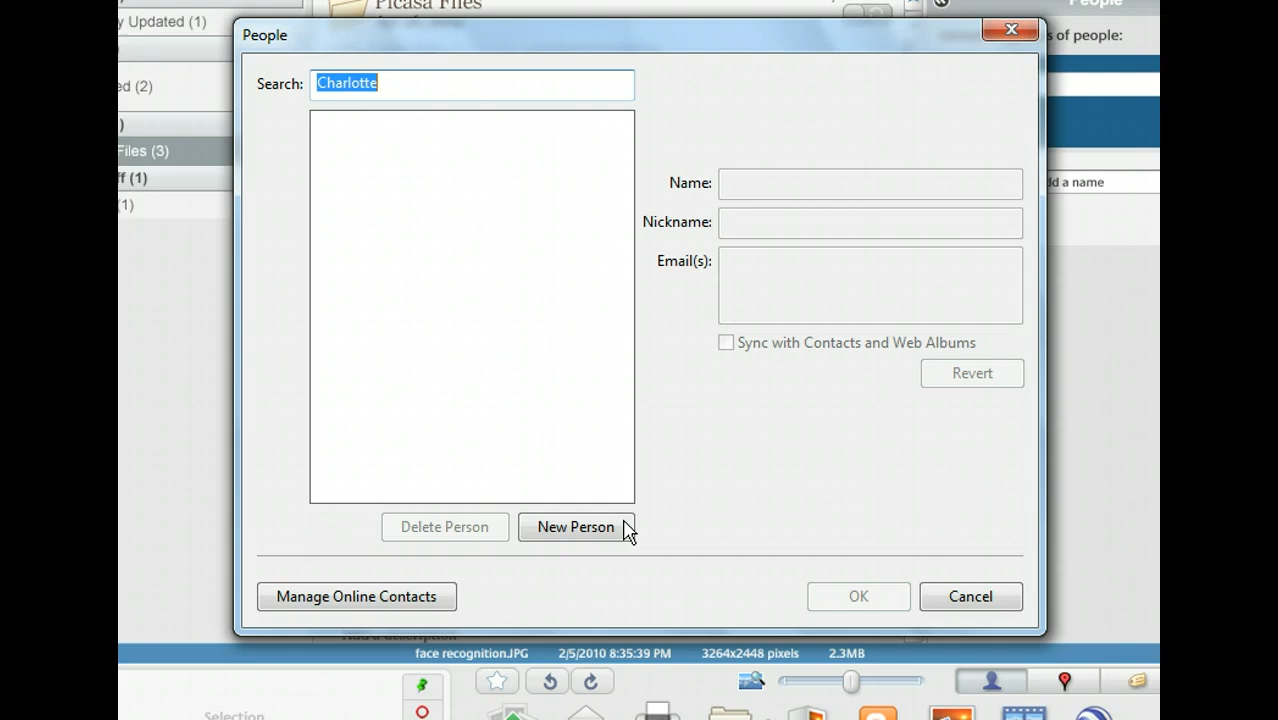 Picasa Files
y Updated (1)
People
People
s of people:
Search:
Charlotte
ed (2)
)
Files (3)
ff (1)
(1)
Name:
dd a name
Nickname:
Email(s):
Sync with Contacts and Web Albums
Revert
Delete Person
New Person
Manage Online Contacts
OK
Cancel
Add a description
face recognition.JPG 2/5/2010 8:35:39 PM 3264x2448 pixels 2.3MB
Selection